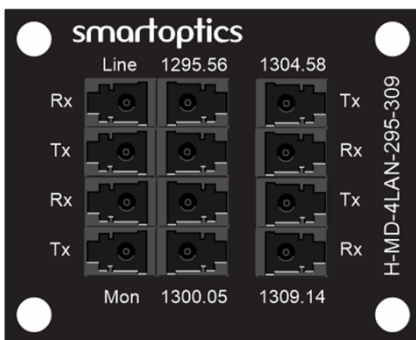 smartoptics
Line 1295.56 1304.58
Rx Tx
Tx Rx
Rx Tx
Tx Rx
Mon 1300.05 1309.14
H-MD-4LAN-295-309